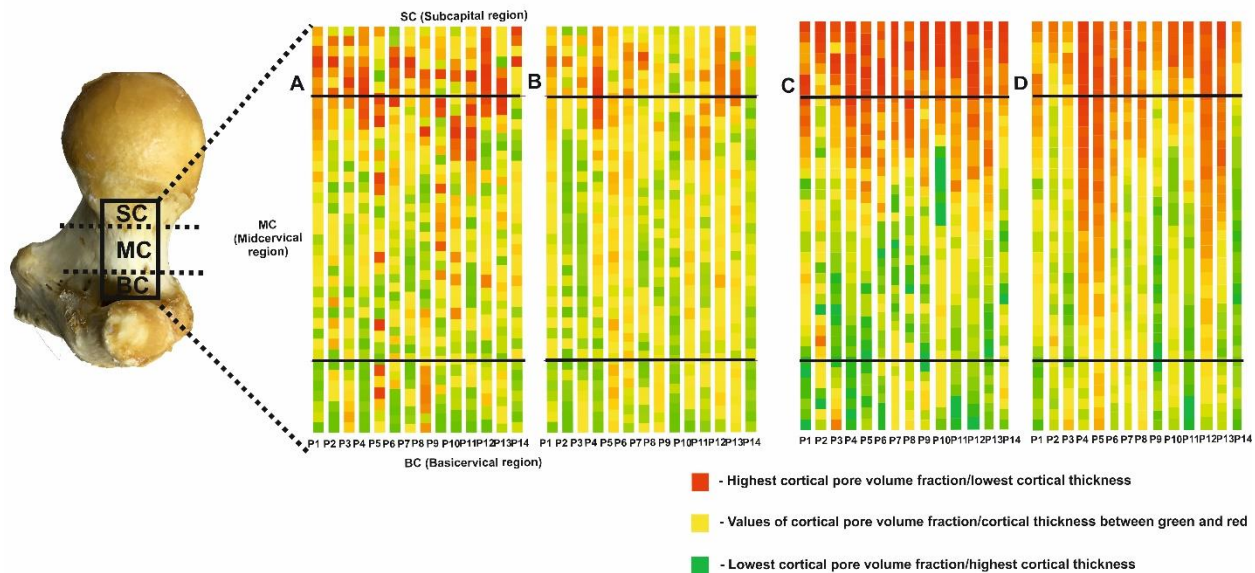 SC (Subcapital region)
A
B
C
D
SC
MC
BC
MC
(Midcervical
region)
P1 P2 P3 P4 P5 P6 P7 P8 P9 P10 P11 P12 P13 P14
P1 P2 P3 P4 P5 P6 P7 P8 P9 P10 P11 P12 P13 P14
P1 P2 P3 P4 P5 P6 P7 P8 P9 P10 P11 P12 P13 P14
P1 P2 P3 P4 P5 P6 P7 P8 P9 P10 P11 P12 P13 P14
BC (Basicervical region)
- Highest cortical pore volume fraction/lowest cortical thickness
- Values of cortical pore volume fraction/cortical thickness between green and red
- Lowest cortical pore volume fraction/highest cortical thickness